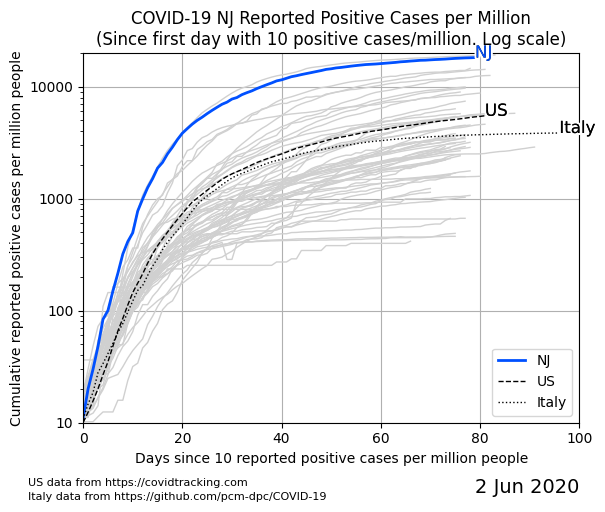 COVID-19 NJ Reported Positive Cases per Million
(Since first day with 10 positive cases/million. Log scale)
Cumulative reported positive cases per million people
10000
1000
100
10
NJ
US
Italy
NJ
US
Italy
0
20
40
60
80
100
Days since 10 reported positive cases per million people
US data from https://covidtracking.com
Italy data from https://github.com/pcm-dpc/COVID-19
2 Jun 2020